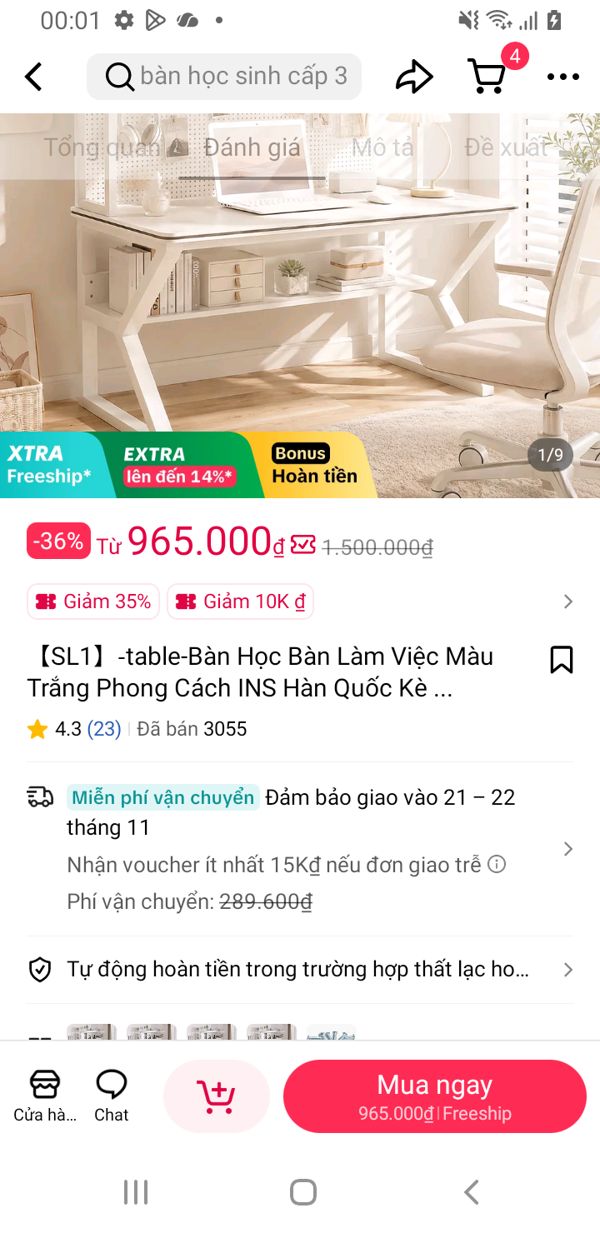 00:01
bàn học sinh cấp 3
4
Tổng quan Đánh giá Mô tả Đề xuất
XTRA
Freeship*
EXTRA
lên đến 14%*
Bonus
Hoàn tiền
1/9
-36% Từ 965.000₫ 1.500.000₫
Giảm 35% Giảm 10K ₫
【SL1】-table-Bàn Học Bàn Làm Việc Màu
Trắng Phong Cách INS Hàn Quốc Kè ...
4.3 (23) Đã bán 3055
Miễn phí vận chuyển Đảm bảo giao vào 21 – 22
tháng 11
Nhận voucher ít nhất 15K₫ nếu đơn giao trễ
Phí vận chuyển: 289.600₫
Tự động hoàn tiền trong trường hợp thất lạc ho...
Mua ngay
965.000₫ | Freeship
Cửa hà... Chat